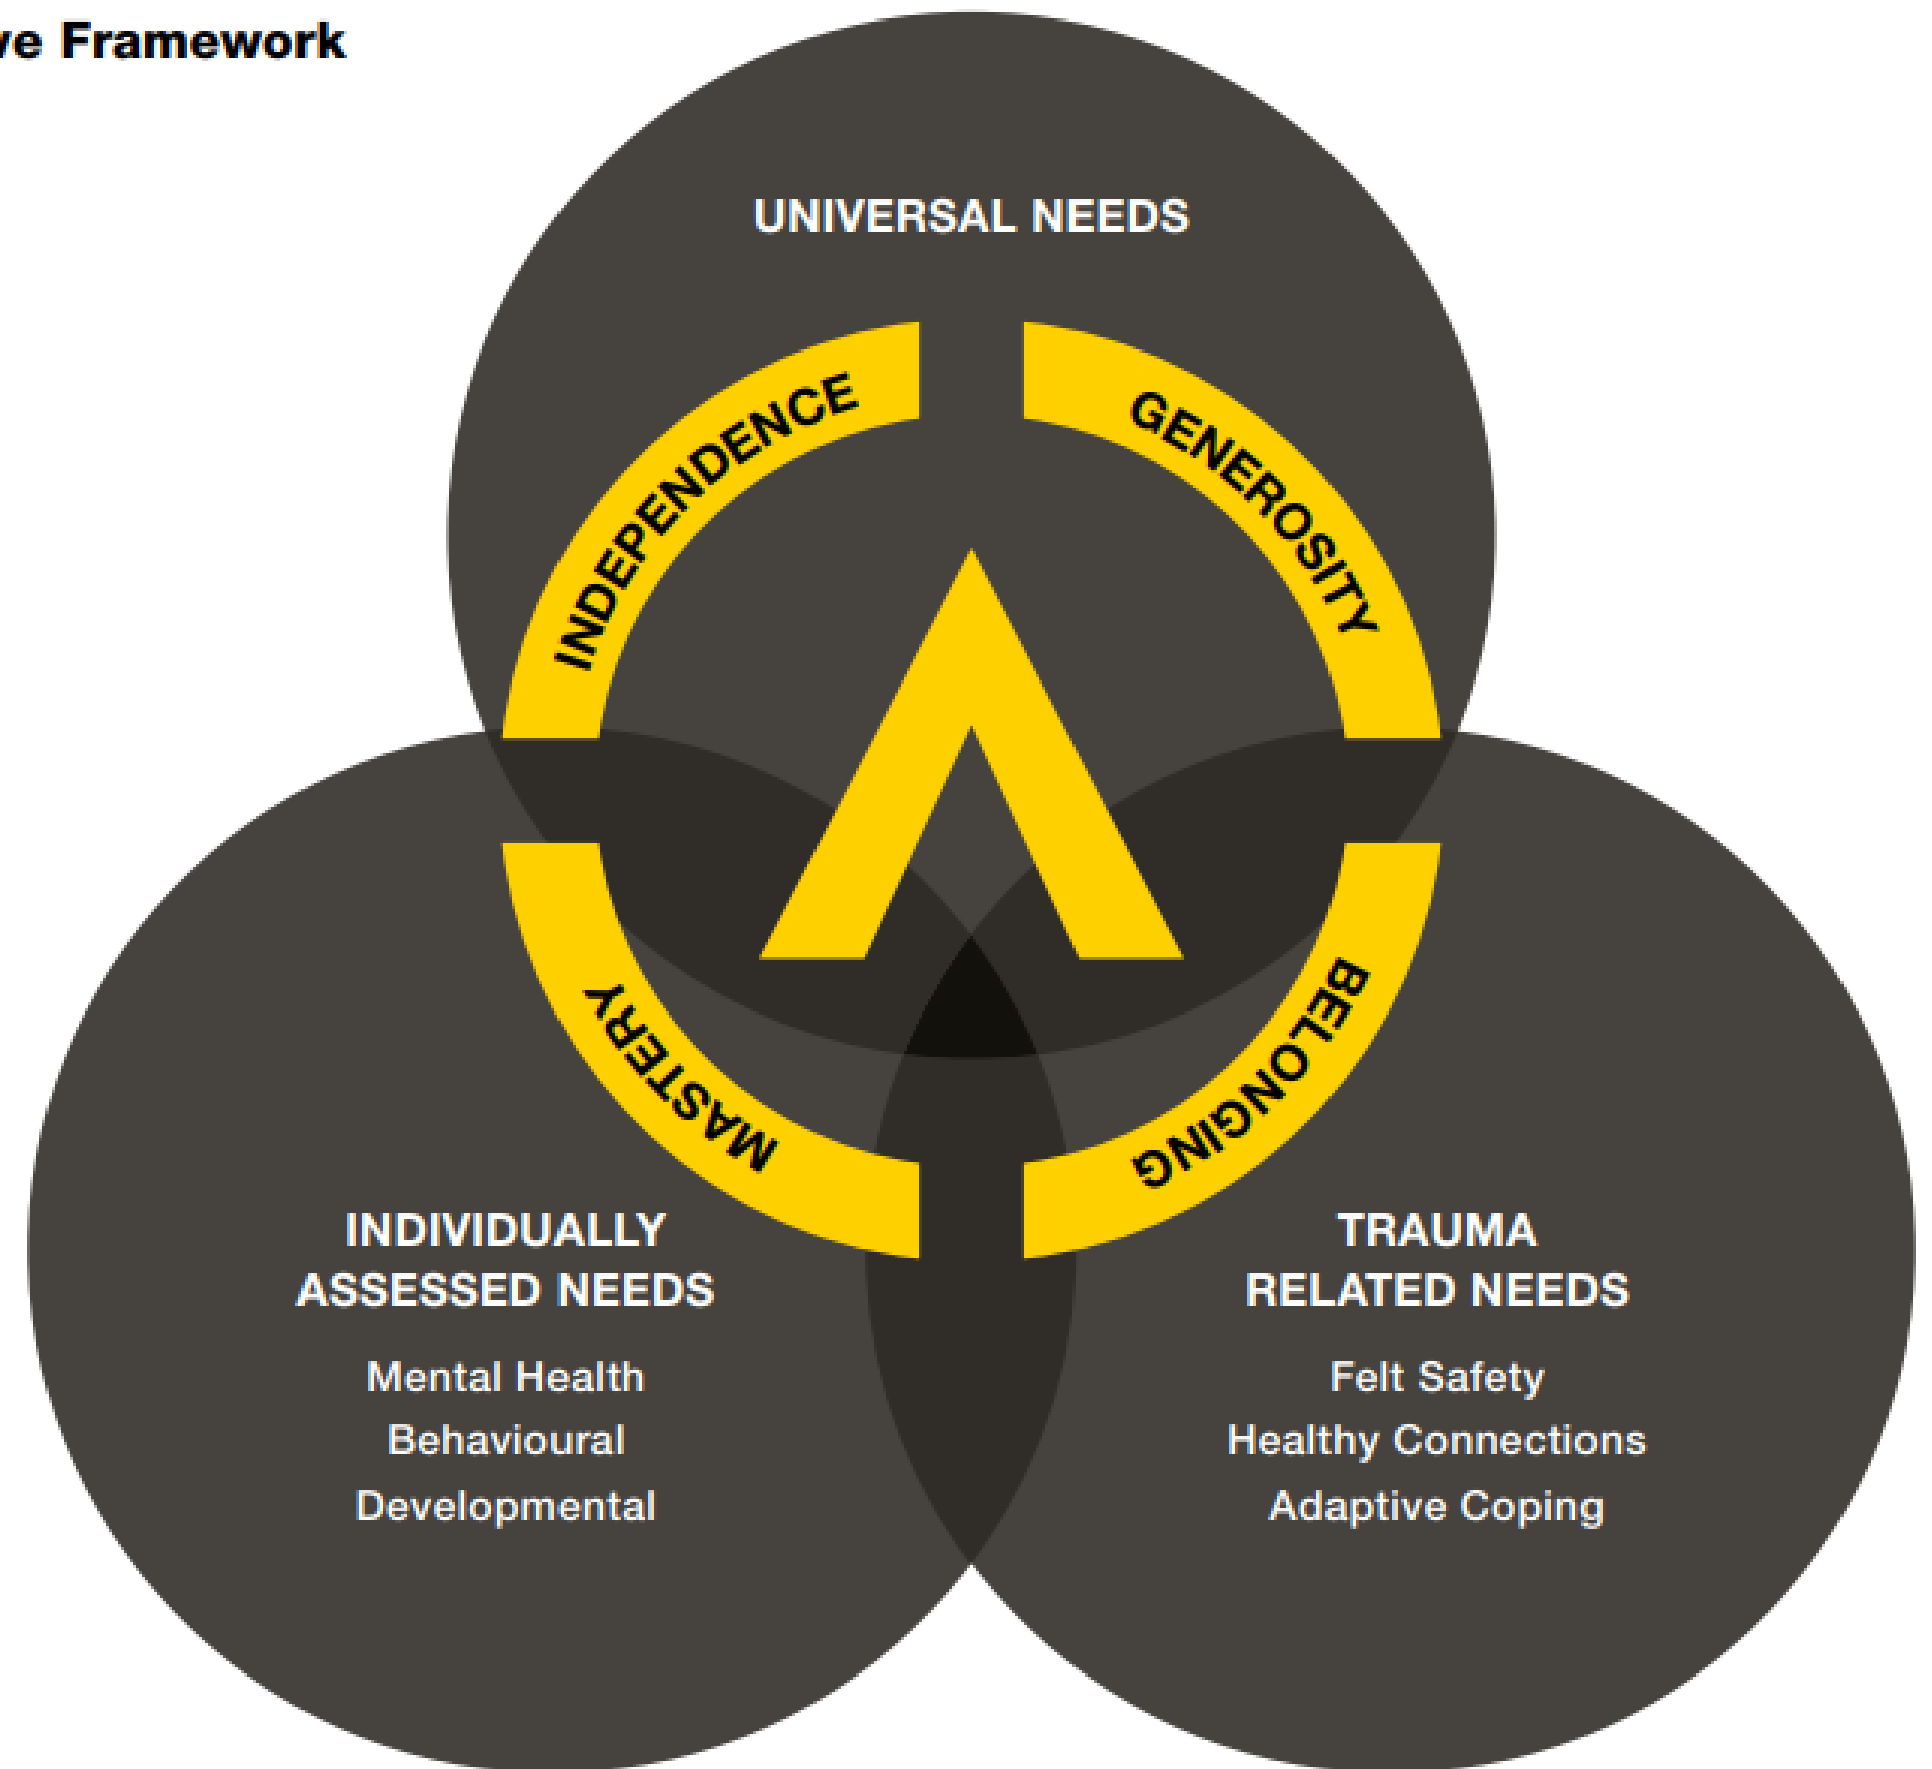 ve Framework
UNIVERSAL NEEDS
INDEPENDENCE
GENEROSITY
MASTERY
BELONGING
INDIVIDUALLY
ASSESSED NEEDS
Mental Health
Behavioural
Developmental
TRAUMA
RELATED NEEDS
Felt Safety
Healthy Connections
Adaptive Coping